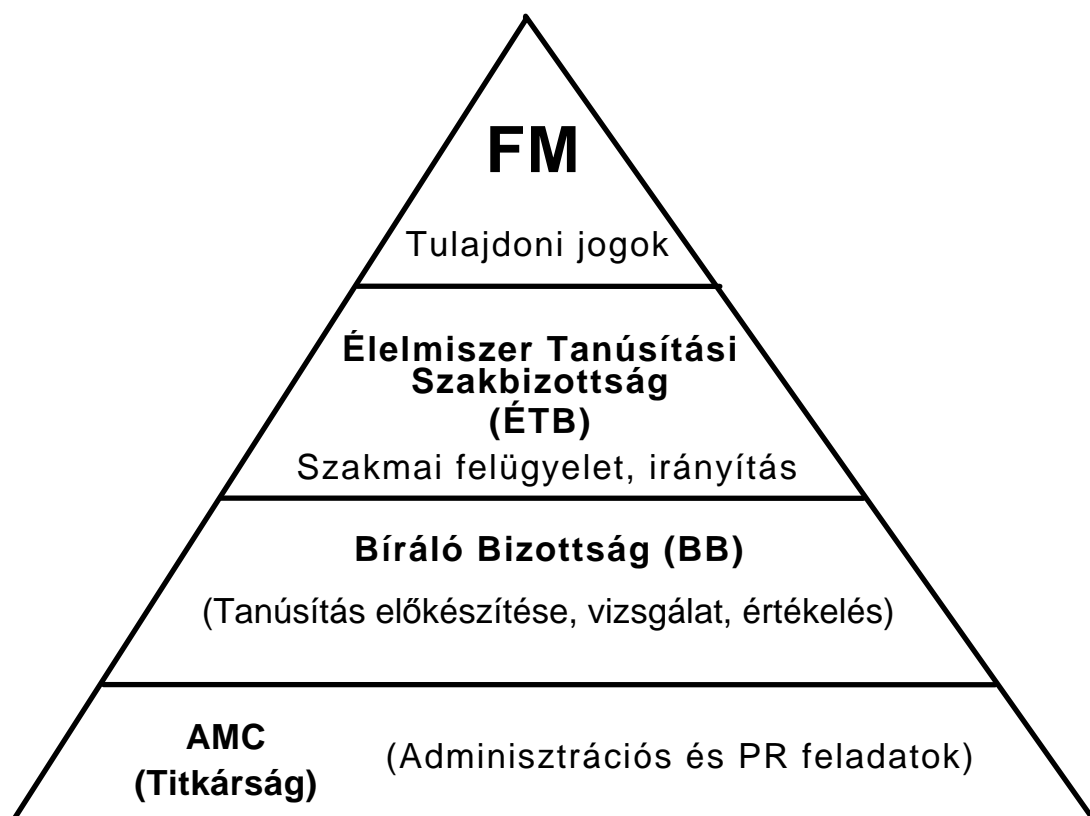 FM
Tulajdoni jogok
Élelmiszer Tanúsítási
Szakbizottság
(ÉTB)
Szakmai felügyelet, irányítás
Bíráló Bizottság (BB)
(Tanúsítás előkészítése, vizsgálat, értékelés)
AMC
(Titkárság)
(Adminisztrációs és PR feladatok)